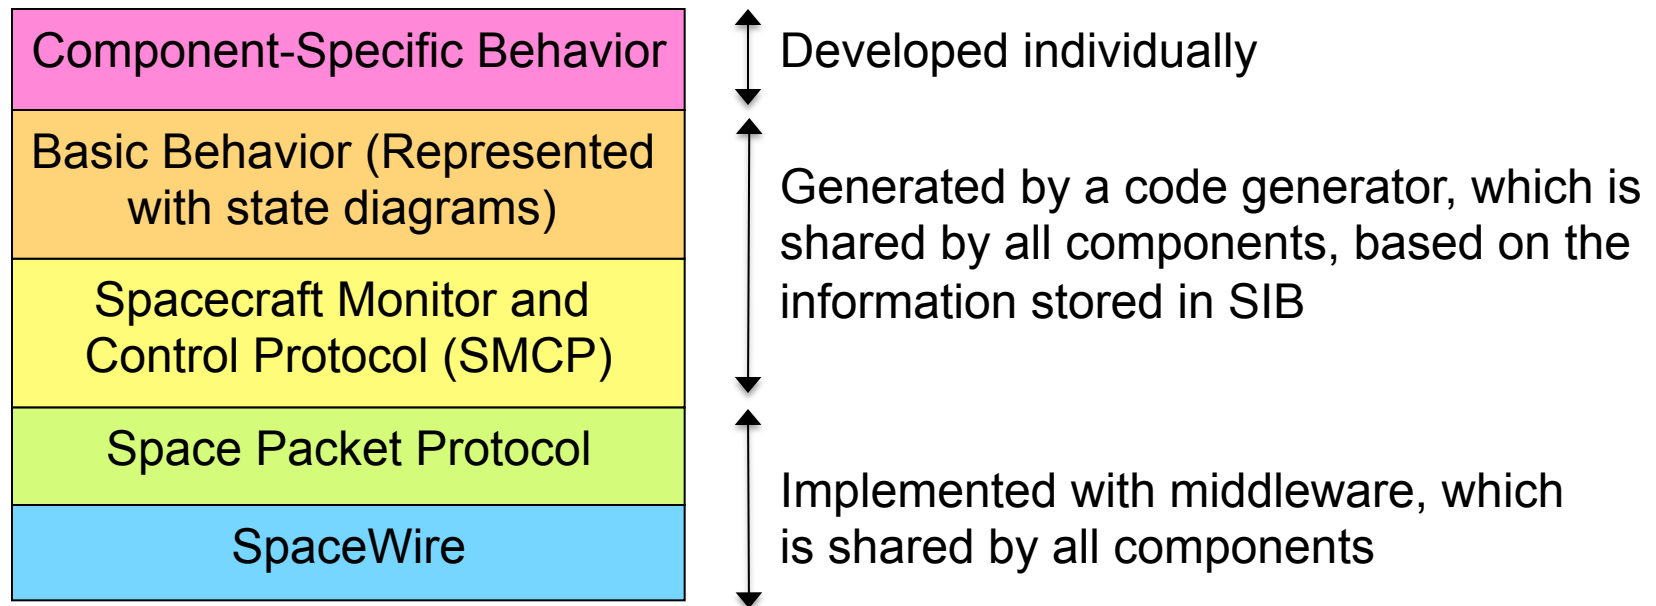 Component-Specific Behavior
Developed individually
Basic Behavior (Represented
with state diagrams)
Spacecraft Monitor and
Control Protocol (SMCP)
Generated by a code generator, which is
shared by all components, based on the
information stored in SIB
Space Packet Protocol
SpaceWire
Implemented with middleware, which
is shared by all components